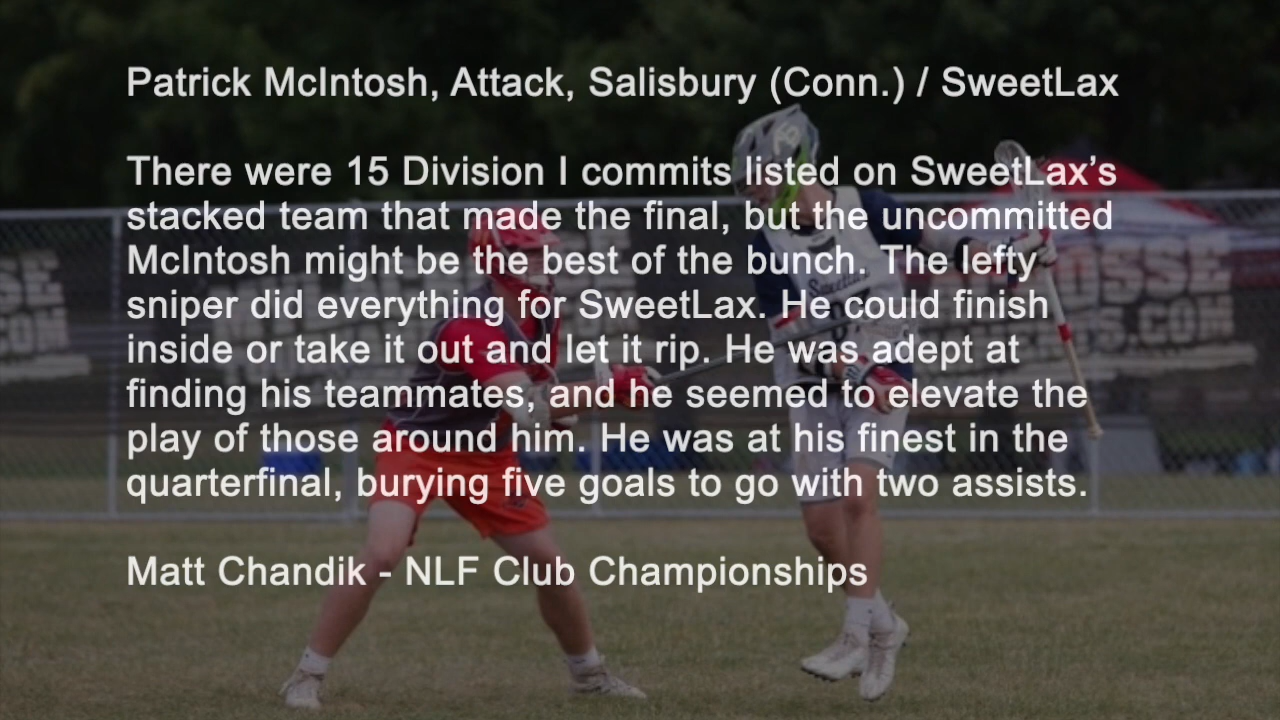 Patrick McIntosh, Attack, Salisbury (Conn.) / SweetLax
There were 15 Division I commits listed on SweetLax’s
stacked team that made the final, but the uncommitted
McIntosh might be the best of the bunch. The lefty
sniper did everything for SweetLax. He could finish
inside or take it out and let it rip. He was adept at
finding his teammates, and he seemed to elevate the
play of those around him. He was at his finest in the
quarterfinal, burying five goals to go with two assists.
Matt Chandik - NLF Club Championships